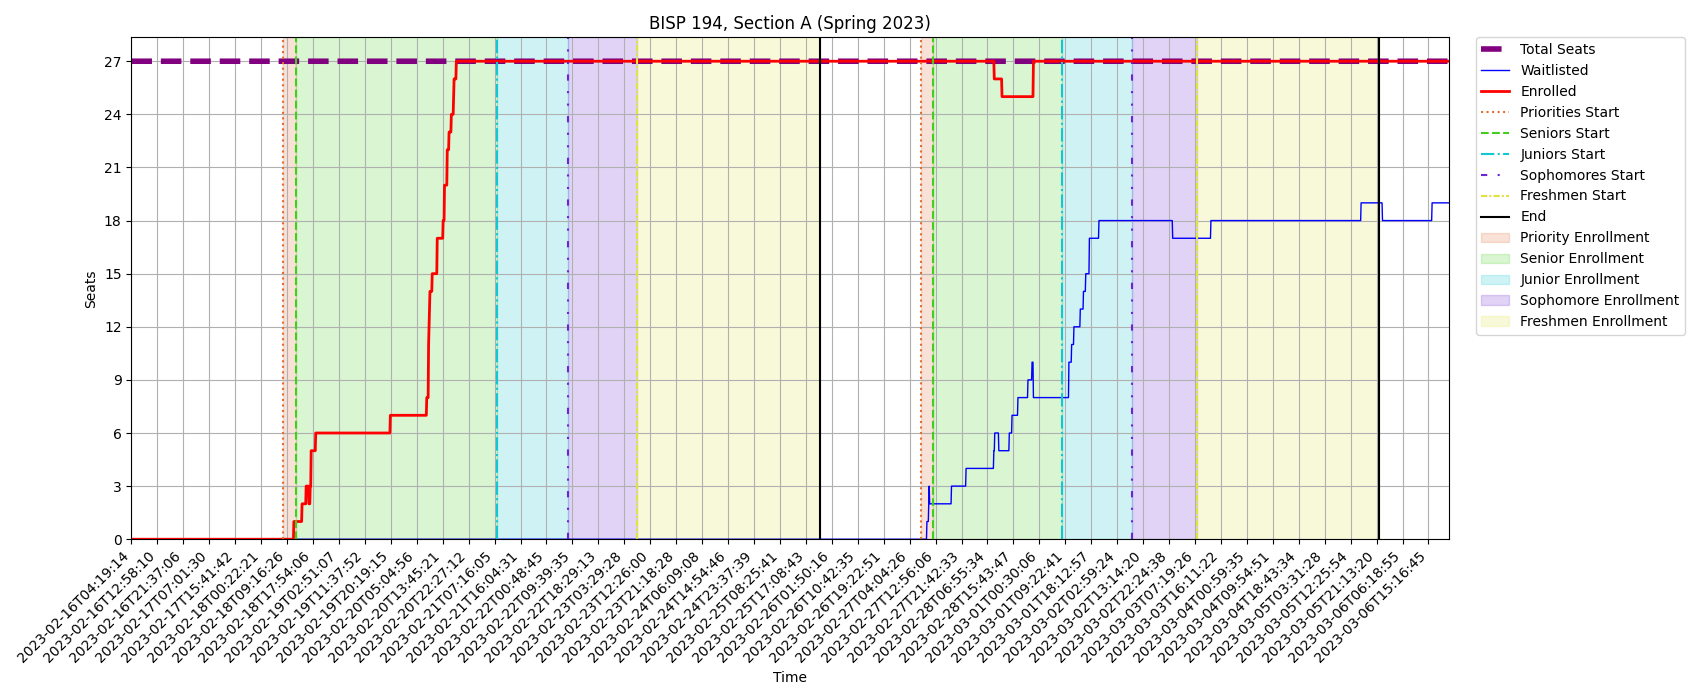 BISP 194, Section A (Spring 2023)
27
24
21
18
15
12
9
6
3
0
Seats
2023-02-16T04:19:14
2023-02-16T12:58:10
2023-02-16T21:37:06
2023-02-17T07:01:30
2023-02-17T15:41:42
2023-02-18T00:22:21
2023-02-18T09:16:26
2023-02-18T17:54:06
2023-02-19T02:51:07
2023-02-19T11:37:52
2023-02-19T20:19:15
2023-02-20T05:04:56
2023-02-20T13:45:21
2023-02-20T22:27:12
2023-02-21T07:16:05
2023-02-21T16:04:31
2023-02-22T00:48:45
2023-02-22T09:39:35
2023-02-22T18:29:13
2023-02-23T03:29:28
2023-02-23T12:26:00
2023-02-23T21:18:28
2023-02-24T06:09:08
2023-02-24T14:54:46
2023-02-24T23:37:39
2023-02-25T08:25:41
2023-02-25T17:08:43
2023-02-26T01:50:16
2023-02-26T10:42:35
2023-02-26T19:22:51
2023-02-27T04:04:26
2023-02-27T12:56:06
2023-02-27T21:42:33
2023-02-28T06:55:34
2023-02-28T15:43:47
2023-03-01T00:30:06
2023-03-01T09:22:41
2023-03-01T18:12:57
2023-03-02T02:59:24
2023-03-02T13:14:20
2023-03-02T22:24:38
2023-03-03T07:19:26
2023-03-03T16:11:22
2023-03-04T00:59:35
2023-03-04T09:54:51
2023-03-04T18:43:34
2023-03-05T03:31:28
2023-03-05T12:25:54
2023-03-05T21:13:20
2023-03-06T06:18:55
2023-03-06T15:16:45
Time
Total Seats
Waitlisted
Enrolled
Priorities Start
Seniors Start
Juniors Start
Sophomores Start
Freshmen Start
End
Priority Enrollment
Senior Enrollment
Junior Enrollment
Sophomore Enrollment
Freshmen Enrollment